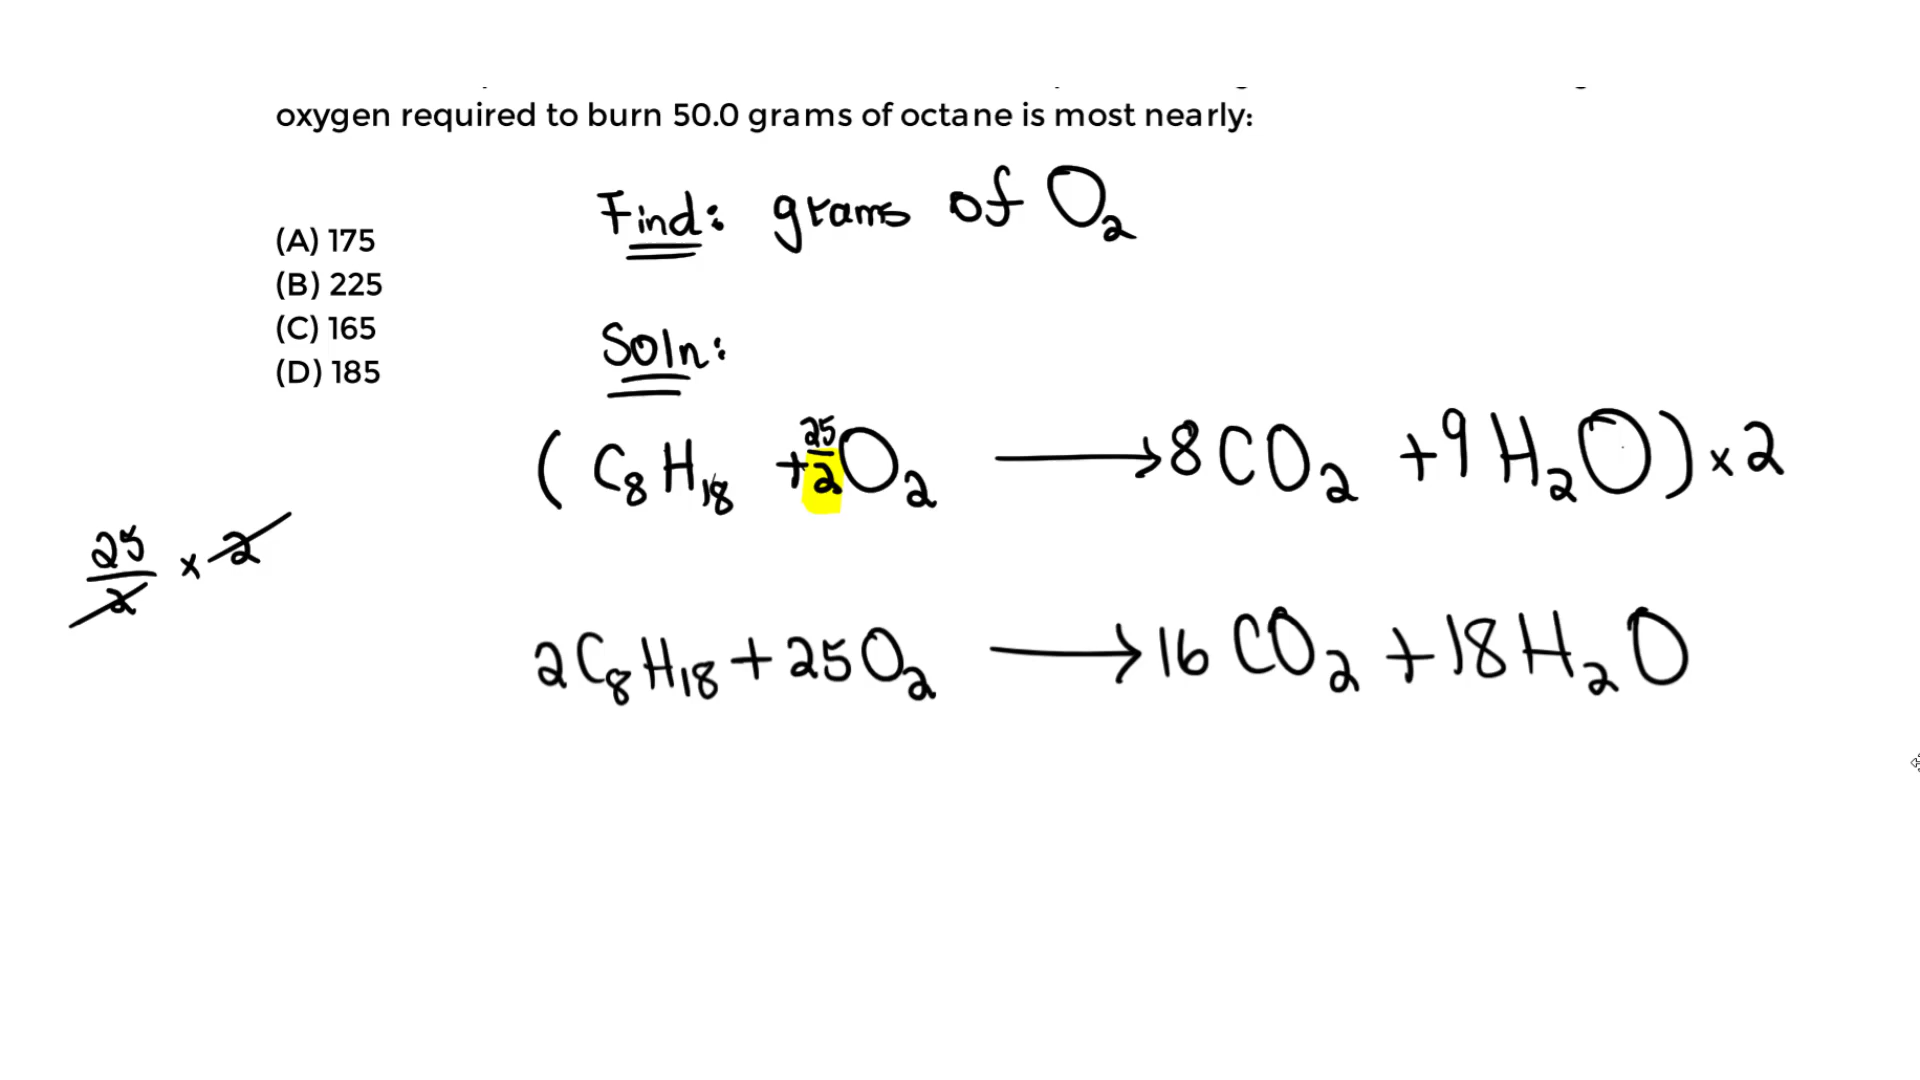 oxygen required to burn 50.0 grams of octane is most nearly:
Find: grams of O₂
(A) 175
(B) 225
(C) 165
(D) 185
Soln:
( C₈H₁₈ + 25/2 O₂ → 8CO₂ + 9H₂O ) × 2
25/2 × 2
2C₈H₁₈ + 25O₂ → 16CO₂ + 18H₂O